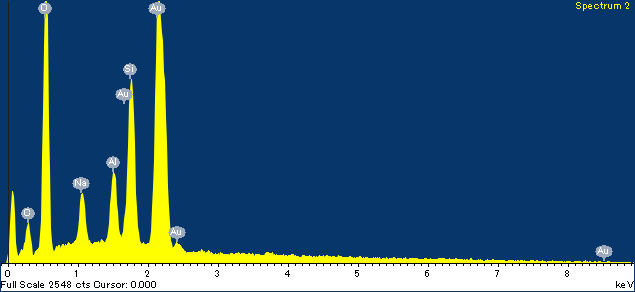 Spectrum 2
O
Au
Si
Au
Al
Na
C
Au
Au
0 1 2 3 4 5 6 7 8
Full Scale 2548 cts Cursor: 0.000 keV